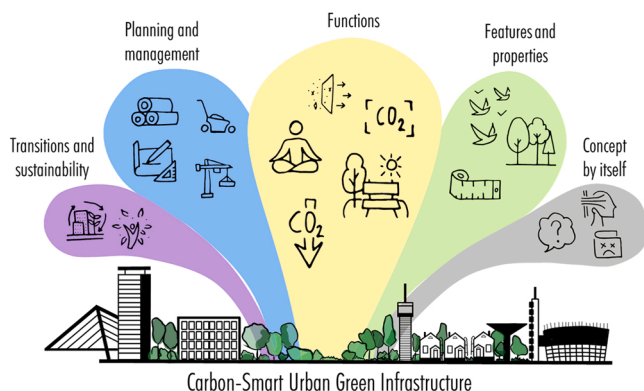 Functions
Planning and
management
Features and
properties
Transitions and
sustainability
Concept
by itself
CO2
CO2
?
Carbon-Smart Urban Green Infrastructure